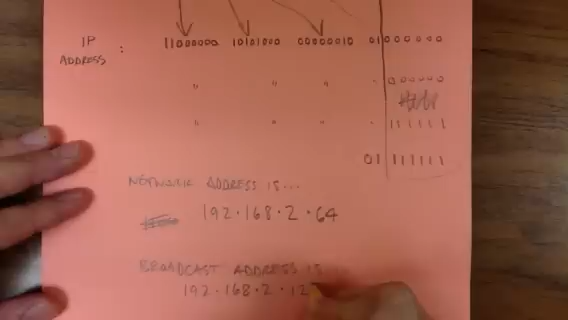 IP ADDRESS : 11000000 10101000 00000010 01000000
000000
111111
01 111111
NETWORK ADDRESS IS...
192.168.2.64
BROADCAST ADDRESS IS
192.168.2.12